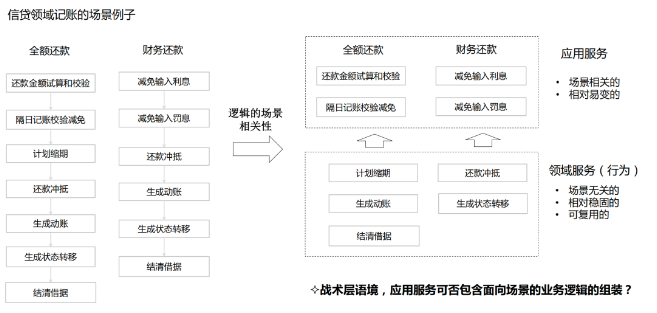 信贷领域记账的场景例子
全额还款
还款金额试算和校验
隔日记账校验减免
计划缩期
还款冲抵
生成动账
生成状态转移
结清借据
财务还款
减免输入利息
减免输入罚息
还款冲抵
生成动账
生成状态转移
结清借据
逻辑的场景
相关性
全额还款
财务还款
还款金额试算和校验
减免输入利息
隔日记账校验减免
减免输入罚息
应用服务
• 场景相关的
• 相对易变的
计划缩期
还款冲抵
生成动账
生成状态转移
结清借据
领域服务（行为）
• 场景无关的
• 相对稳固的
• 可复用的
✧战术层语境，应用服务可否包含面向场景的业务逻辑的组装？